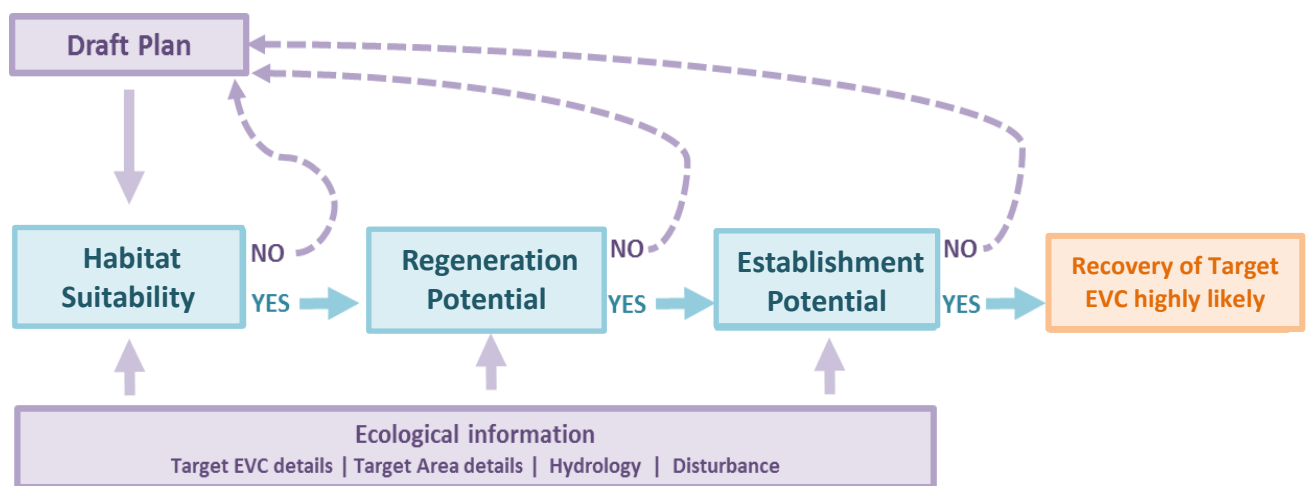 Draft Plan
Habitat
Suitability
NO
YES
Regeneration
Potential
NO
YES
Establishment
Potential
NO
YES
Recovery of Target
EVC highly likely
Ecological information
Target EVC details | Target Area details | Hydrology | Disturbance